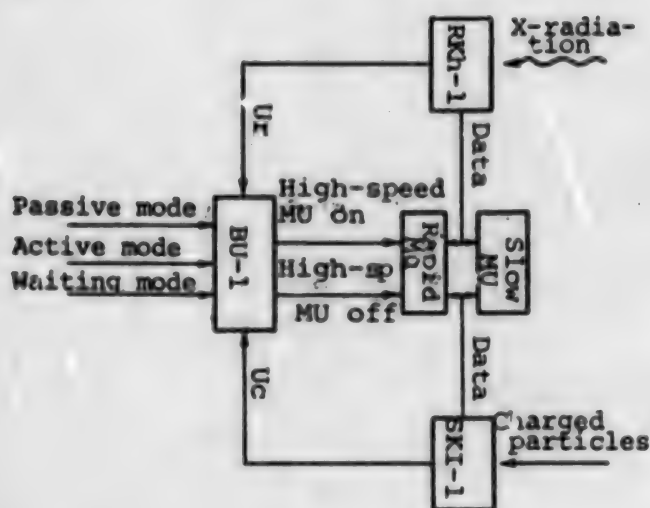 X-radia-
tion
RKh-1
Data
Ur
High-speed
MU on
Passive mode
Active mode
Waiting mode
BU-1
High-sp
MU off
Rapid
MU
Slow
MU
Data
Uc
SKI-1
Charged
particles